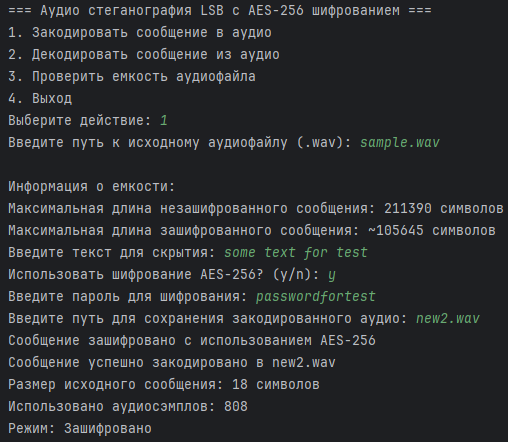 === Аудио стеганография LSB с AES-256 шифрованием ===
1. Закодировать сообщение в аудио
2. Декодировать сообщение из аудио
3. Проверить емкость аудиофайла
4. Выход
Выберите действие: 1
Введите путь к исходному аудиофайлу (.wav): sample.wav
Информация о емкости:
Максимальная длина незашифрованного сообщения: 211390 символов
Максимальная длина зашифрованного сообщения: ~105645 символов
Введите текст для скрытия: some text for test
Использовать шифрование AES-256? (y/n): y
Введите пароль для шифрования: passwordfortest
Введите путь для сохранения закодированного аудио: new2.wav
Сообщение зашифровано с использованием AES-256
Сообщение успешно закодировано в new2.wav
Размер исходного сообщения: 18 символов
Использовано аудиосэмплов: 808
Режим: Зашифровано